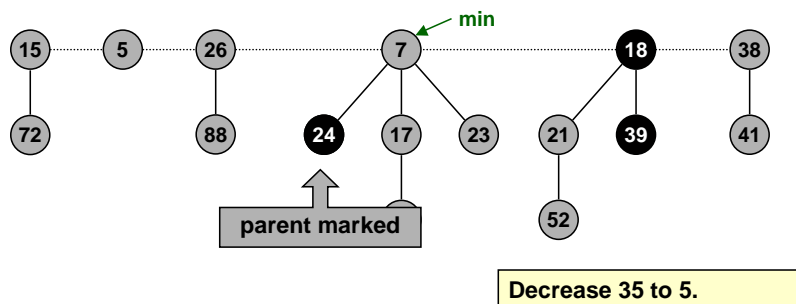 min
15 5 26 7 18 38
72 88 24 17 23 21 39 41
parent marked
52
Decrease 35 to 5.